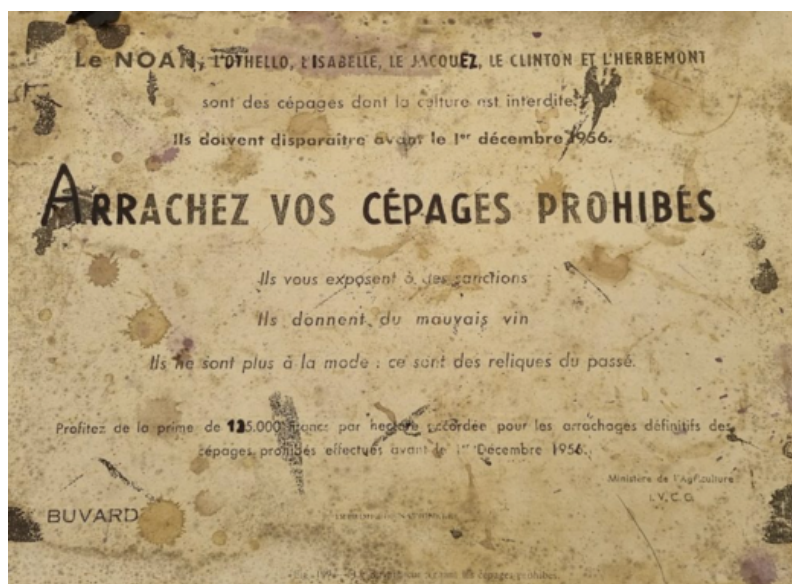 Le NOAH, L'OTHELLO, L'ISABELLE, LE JACQUEZ, LE CLINTON ET L'HERBEMONT
sont des cépages dont la culture est interdite.
Ils doivent disparaître avant le 1er décembre 1956.
ARRACHEZ VOS CÉPAGES PROHIBÉS
Ils vous exposent à des sanctions
Ils donnent du mauvais vin
Ils ne sont plus à la mode : ce sont des reliques du passé.
Profitez de la prime de .000 Francs par hectare accordée pour les arrachages définitifs des
cépages prohibés effectués avant le 1er Décembre 1956.
Ministère de l'Agriculture
I.V.C.C.
BUVARD
les cépages prohibés.